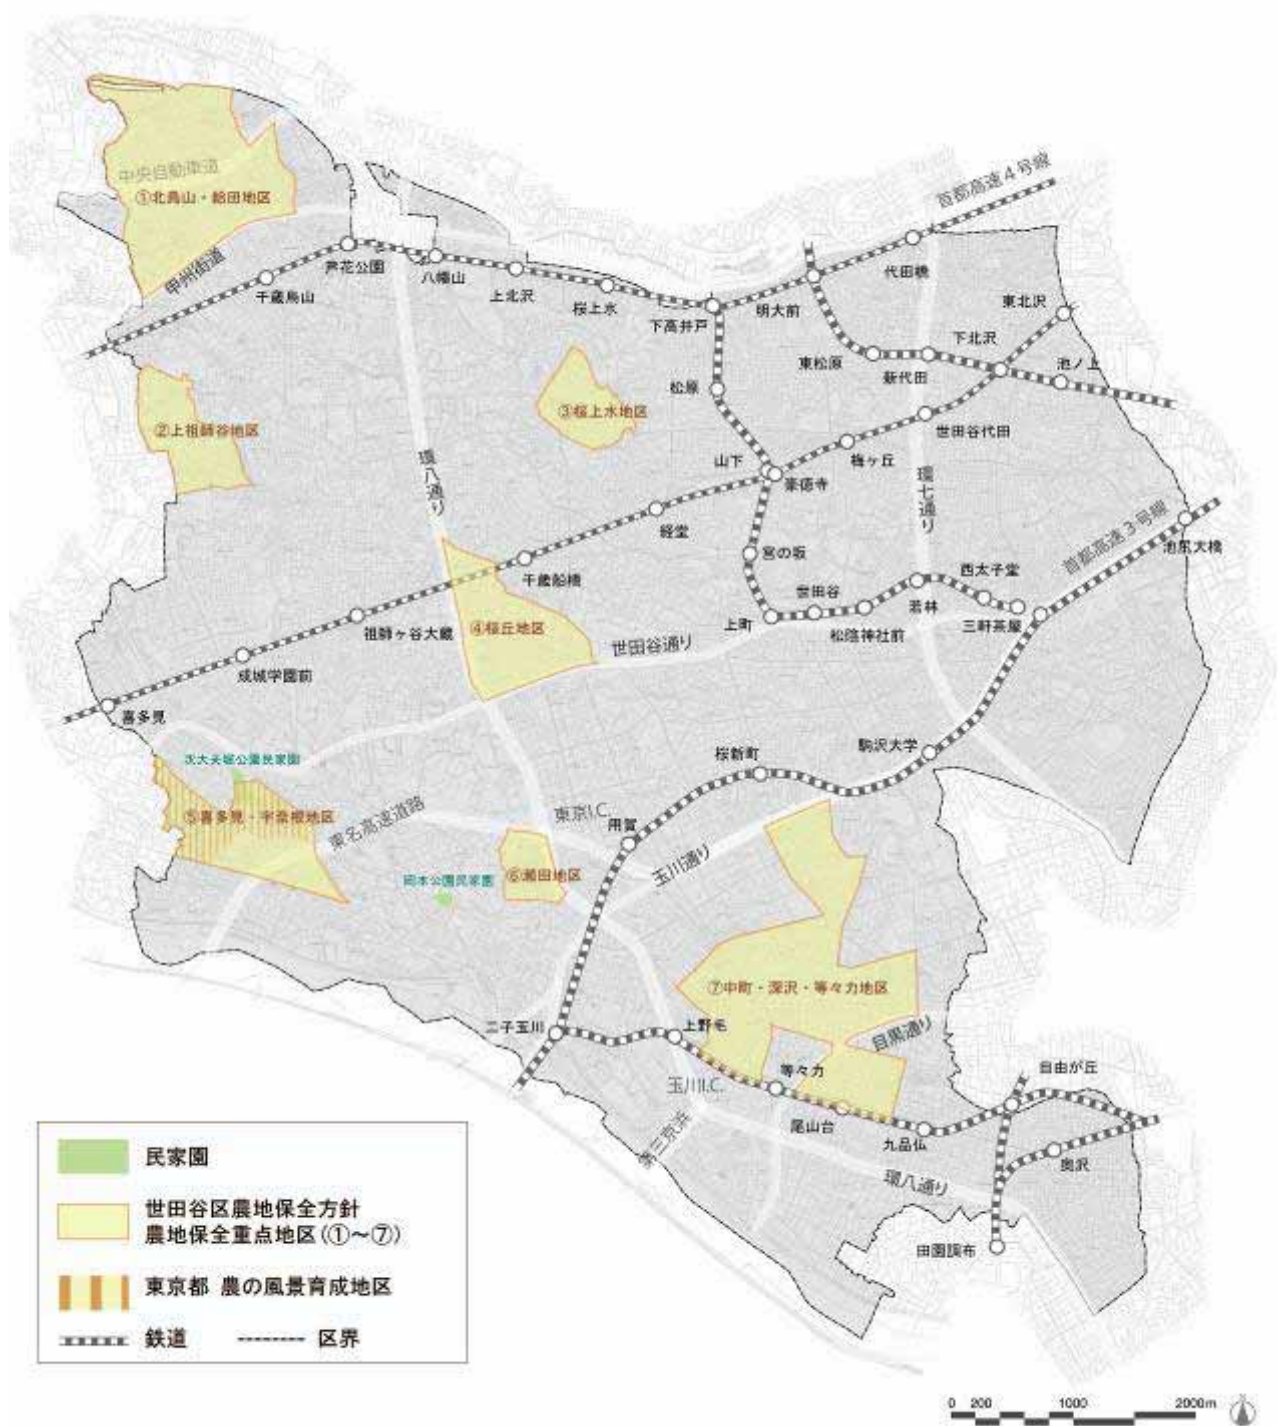 中央自動車道
①北烏山・給田地区
甲州街道
首都高速4号線
芦花公園
千歳烏山
八幡山
上北沢
桜上水
下高井戸
明大前
代田橋
東北沢
下北沢
東松原
新代田
池ノ上
松原
②上祖師谷地区
③桜上水地区
世田谷代田
梅ヶ丘
山下
豪徳寺
環八通り
環七通り
経堂
首都高速3号線
池尻大橋
宮の坂
千歳船橋
西太子堂
世田谷
若林
上町
松陰神社前
三軒茶屋
祖師ヶ谷大蔵
④桜丘地区
世田谷通り
成城学園前
喜多見
次大夫堀公園民家園
桜新町
駒沢大学
⑤喜多見・宇奈根地区
東名高速道路
東京I.C.
用賀
玉川通り
岡本公園民家園
⑥瀬田地区
⑦中町・深沢・等々力地区
二子玉川
上野毛
目黒通り
等々力
自由が丘
玉川I.C.
尾山台
九品仏
奥沢
第三京浜
環八通り
田園調布
民家園
世田谷区農地保全方針
農地保全重点地区(①～⑦)
東京都 農の風景育成地区
鉄道
区界
0 200 1000 2000m